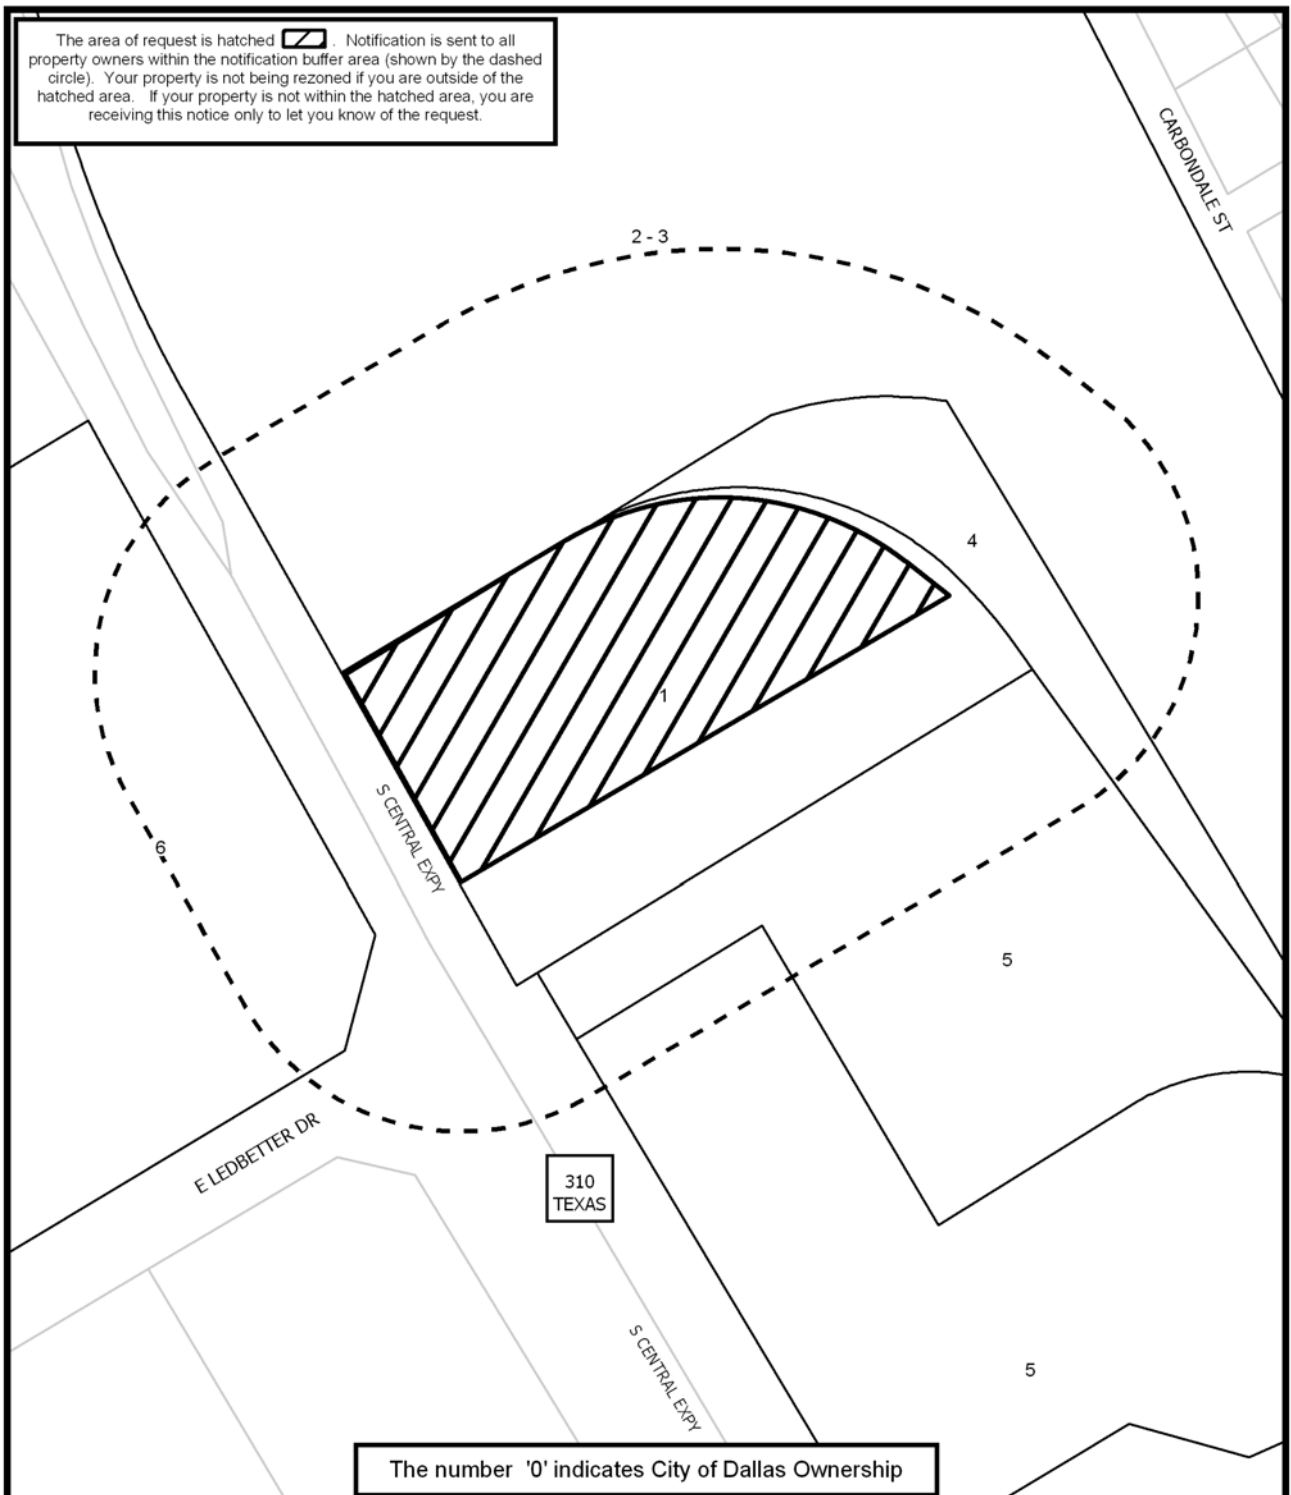 The area of request is hatched . Notification is sent to all
property owners within the notification buffer area (shown by the dashed
circle). Your property is not being rezoned if you are outside of the
hatched area. If your property is not within the hatched area, you are
receiving this notice only to let you know of the request.
CARBONDALE ST
2 - 3
4
1
S CENTRAL EXPY
6
5
E LEDBETTER DR
310
TEXAS
S CENTRAL EXPY
5
The number '0' indicates City of Dallas Ownership